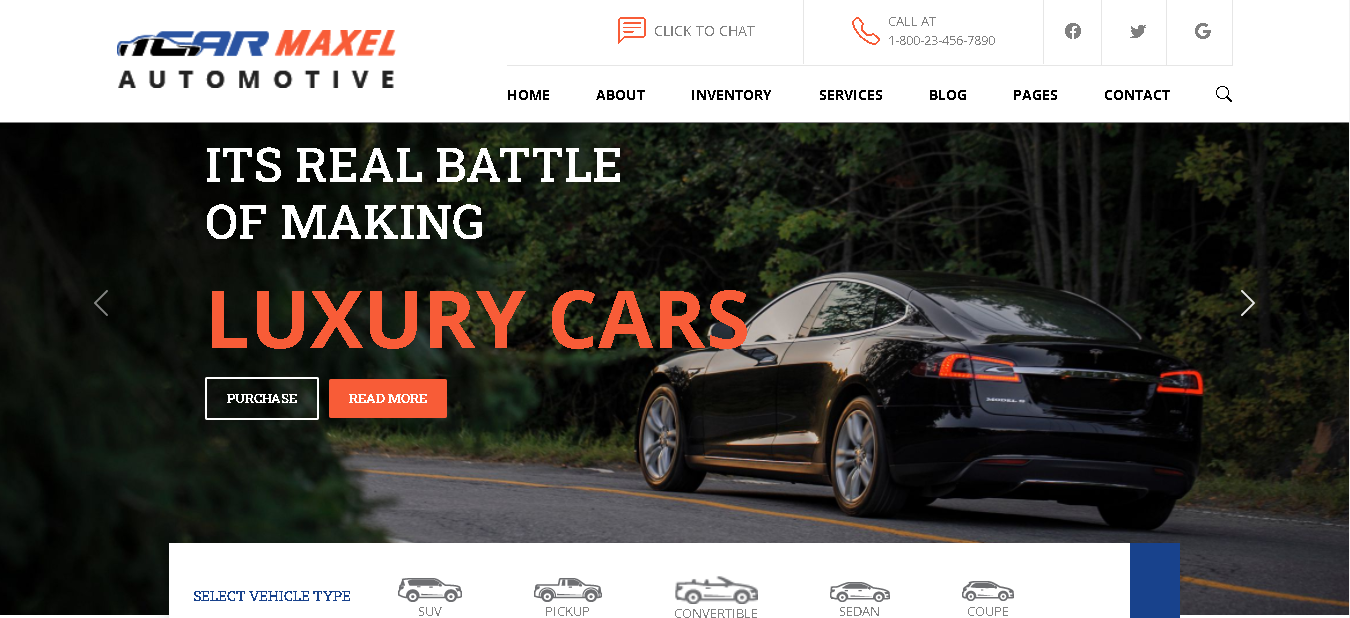 CAR MAXEL
AUTOMOTIVE
CLICK TO CHAT
CALL AT
1-800-23-456-7890
HOME ABOUT INVENTORY SERVICES BLOG PAGES CONTACT
ITS REAL BATTLE
OF MAKING
LUXURY CARS
PURCHASE READ MORE
MODEL S
SELECT VEHICLE TYPE
SUV PICKUP CONVERTIBLE SEDAN COUPE